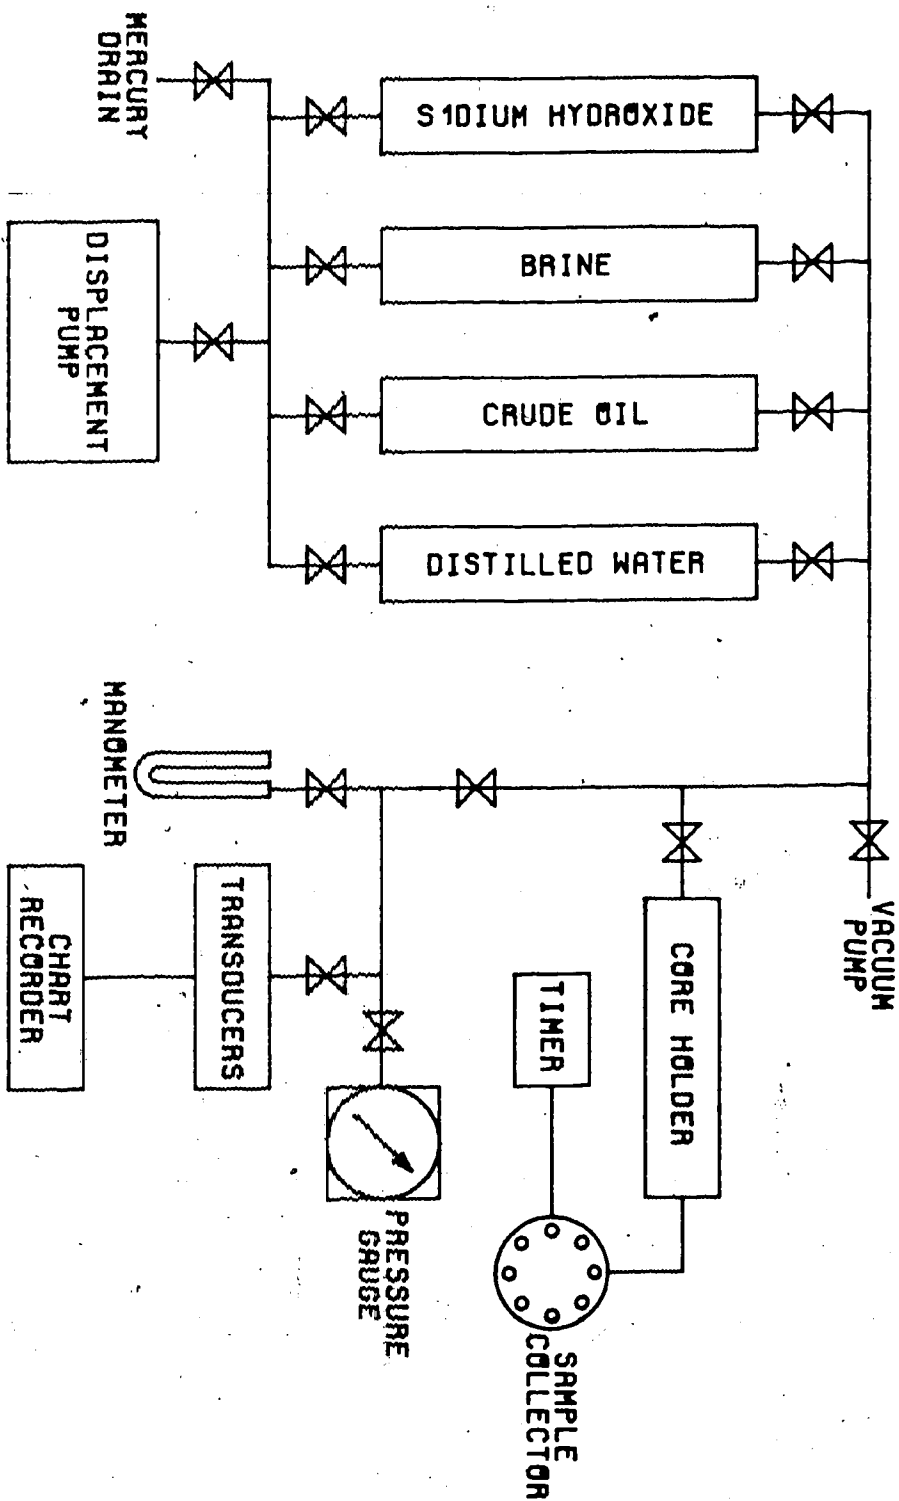 MERCURY
DRAIN
S1DIUM HYDROXIDE
BRINE
CRUDE OIL
DISTILLED WATER
DISPLACEMENT
PUMP
MANOMETER
VACUUM
PUMP
CORE HOLDER
TIMER
TRANSDUCERS
CHART
RECORDER
PRESSURE
GAUGE
SAMPLE
COLLECTOR